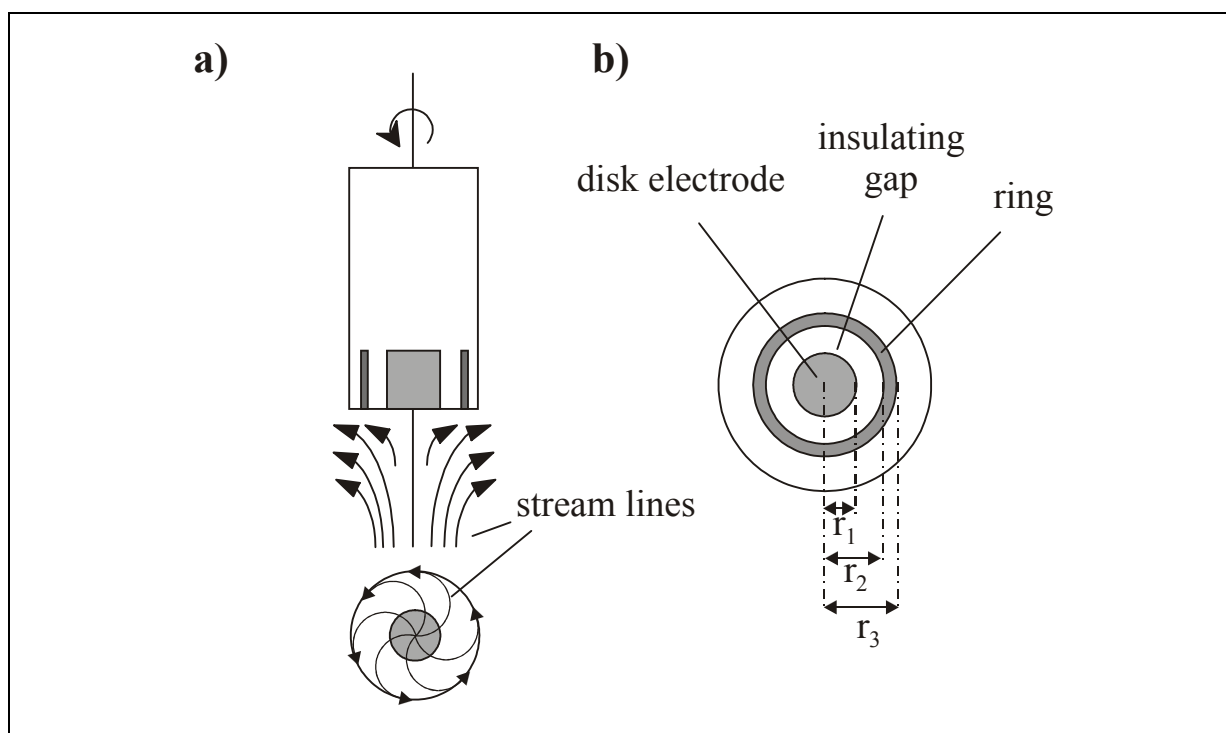 a)
b)
insulating
gap
disk electrode
ring
stream lines
r₁
r₂
r₃